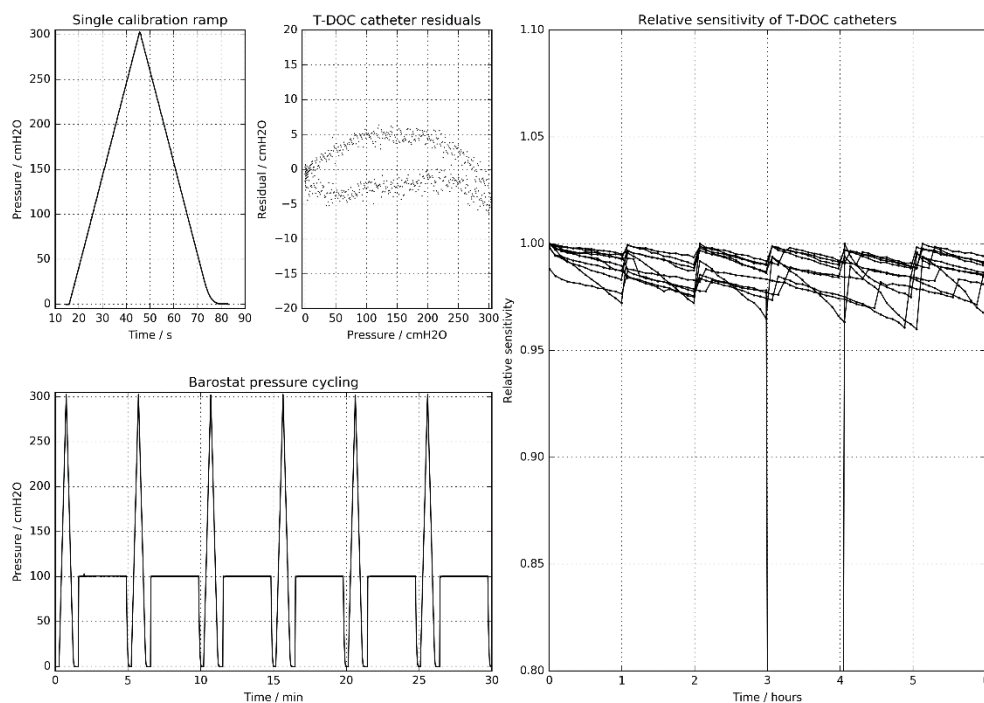 Single calibration ramp
300
250
200
150
100
50
0
Pressure / cmH2O
10 20 30 40 50 60 70 80 90
Time / s
T-DOC catheter residuals
20
15
10
5
0
−5
−10
−15
−20
Residual / cmH2O
0 50 100 150 200 250 300
Pressure / cmH2O
Relative sensitivity of T-DOC catheters
1.10
1.05
1.00
0.95
0.90
0.85
0.80
Relative sensitivity
0 1 2 3 4 5 6
Time / hours
Barostat pressure cycling
300
250
200
150
100
50
0
Pressure / cmH2O
0 5 10 15 20 25 30
Time / min